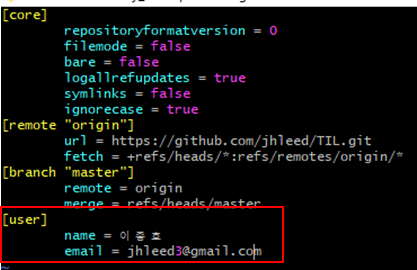 [core]
repositoryformatversion = 0
filemode = false
bare = false
logallrefupdates = true
symlinks = false
ignorecase = true
[remote "origin"]
url = https://github.com/jhleed/TIL.git
fetch = +refs/heads/*:refs/remotes/origin/*
[branch "master"]
remote = origin
merge = refs/heads/master
[user]
name = 이종호
email = jhleed3@gmail.com
~